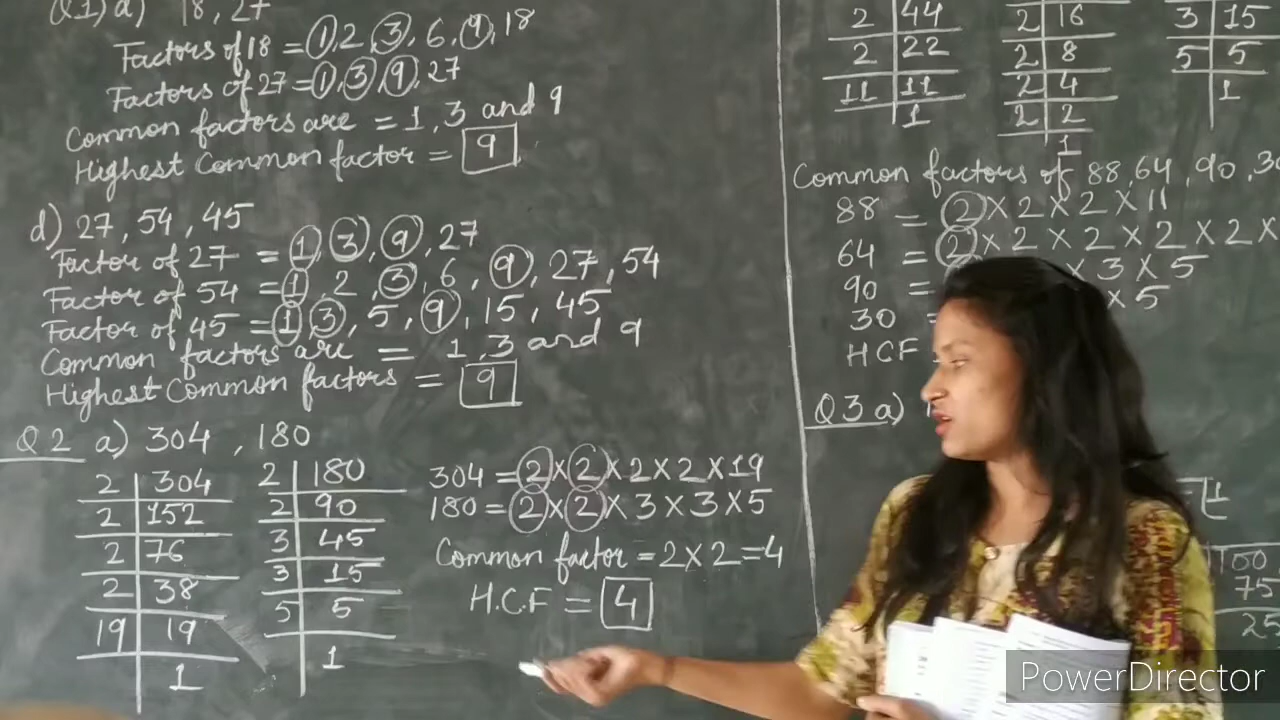 Q1) a) 18, 27
Factors of 18 = 1, 2, 3, 6, 9, 18
Factors of 27 = 1, 3, 9, 27
Common factors are = 1, 3 and 9
Highest Common factor = 9
d) 27, 54, 45
Factor of 27 = 1, 3, 9, 27
Factor of 54 = 1, 2, 3, 6, 9, 27, 54
Factor of 45 = 1, 3, 5, 9, 15, 45
Common factors are = 1, 3 and 9
Highest Common factors = 9
Q2 a) 304, 180
2 304
2 152
2 76
2 38
19 19
1
2 180
2 90
3 45
3 15
5 5
1
304 = 2 × 2 × 2 × 2 × 19
180 = 2 × 2 × 3 × 3 × 5
Common factor = 2 × 2 = 4
H.C.F = 4
2 44
2 22
11 11
1
2 16
2 8
2 4
2 2
1
3 15
5 5
1
Common factors of 88, 64, 90, 30
88 = 2 × 2 × 2 × 11
64 = 2 × 2 × 2 × 2 × 2 ×
90 = × 3 × 5
30 = × 5
HCF
Q3 a)
1
100
75
25
PowerDirector